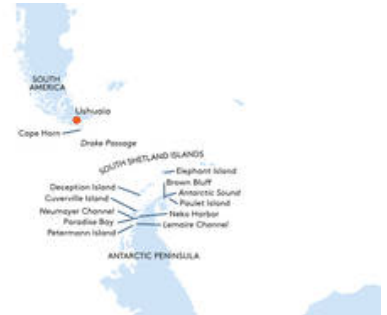 SOUTH
AMERICA
Ushuaia
Cape Horn
Drake Passage
SOUTH SHETLAND ISLANDS
Elephant Island
Brown Bluff
Deception Island
Antarctic Sound
Cuverville Island
Paulet Island
Neumayer Channel
Neko Harbor
Paradise Bay
Lemaire Channel
Petermann Island
ANTARCTIC PENINSULA